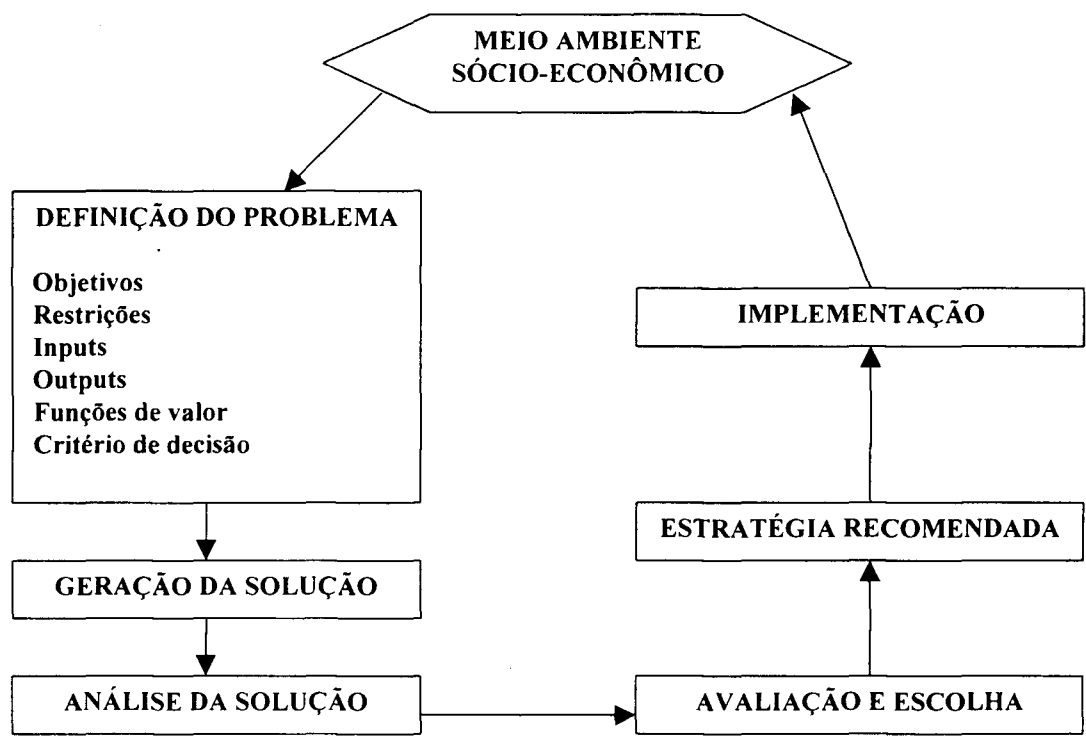 MEIO AMBIENTE
SÓCIO-ECONÔMICO
DEFINIÇÃO DO PROBLEMA
Objetivos
Restrições
Inputs
Outputs
Funções de valor
Critério de decisão
GERAÇÃO DA SOLUÇÃO
ANÁLISE DA SOLUÇÃO
AVALIAÇÃO E ESCOLHA
ESTRATÉGIA RECOMENDADA
IMPLEMENTAÇÃO